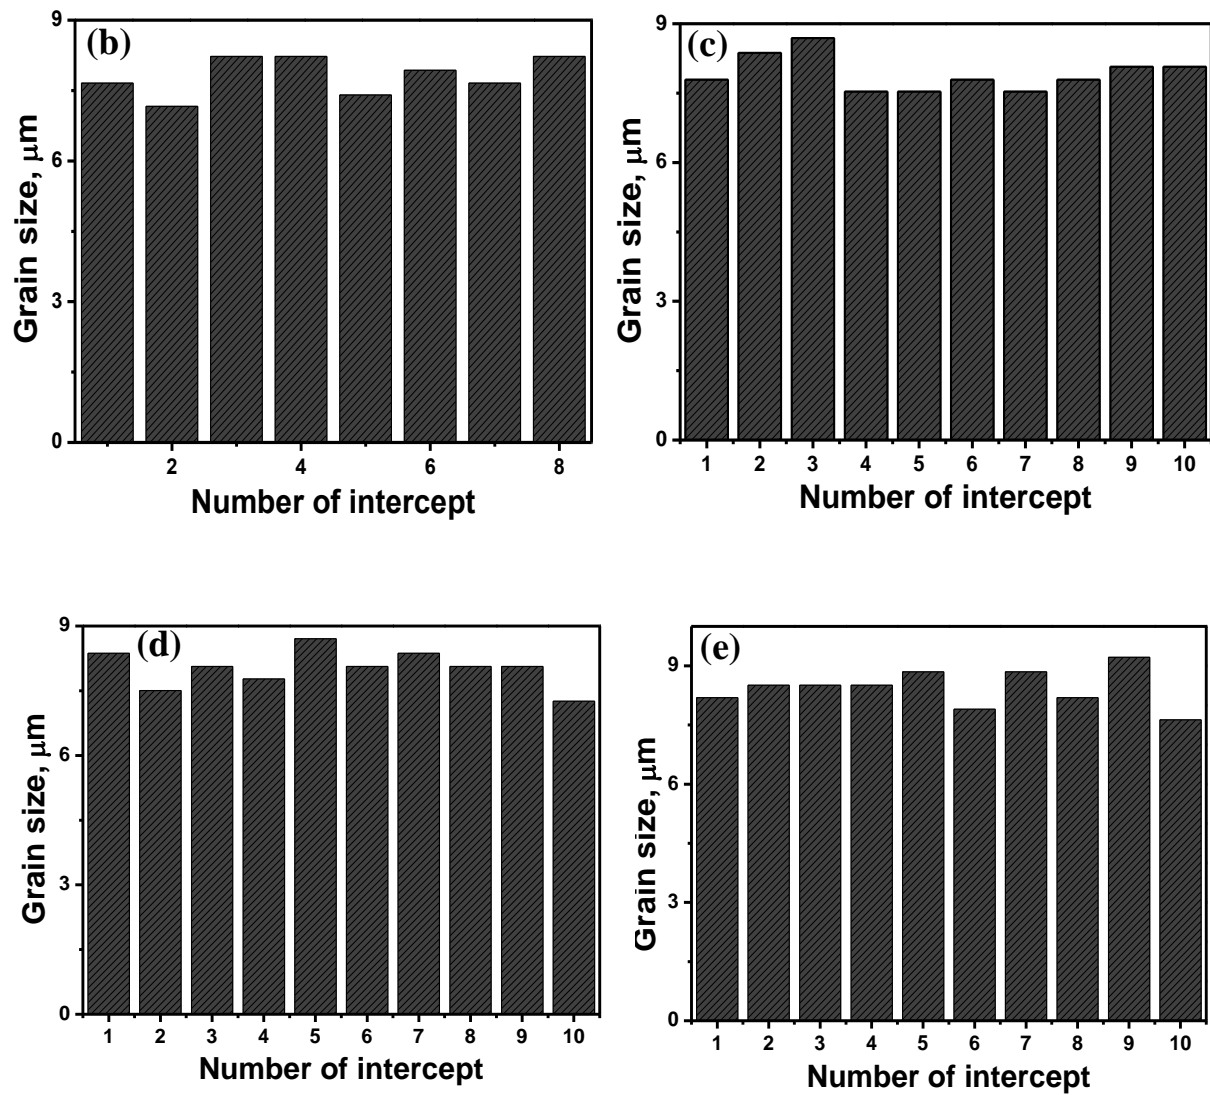 (b)
Grain size, μm
9
6
3
0
2 4 6 8
Number of intercept
(c)
Grain size, μm
9
6
3
0
1 2 3 4 5 6 7 8 9 10
Number of intercept
(d)
Grain size, μm
9
6
3
0
1 2 3 4 5 6 7 8 9 10
Number of intercept
(e)
Grain size, μm
9
6
3
0
1 2 3 4 5 6 7 8 9 10
Number of intercept